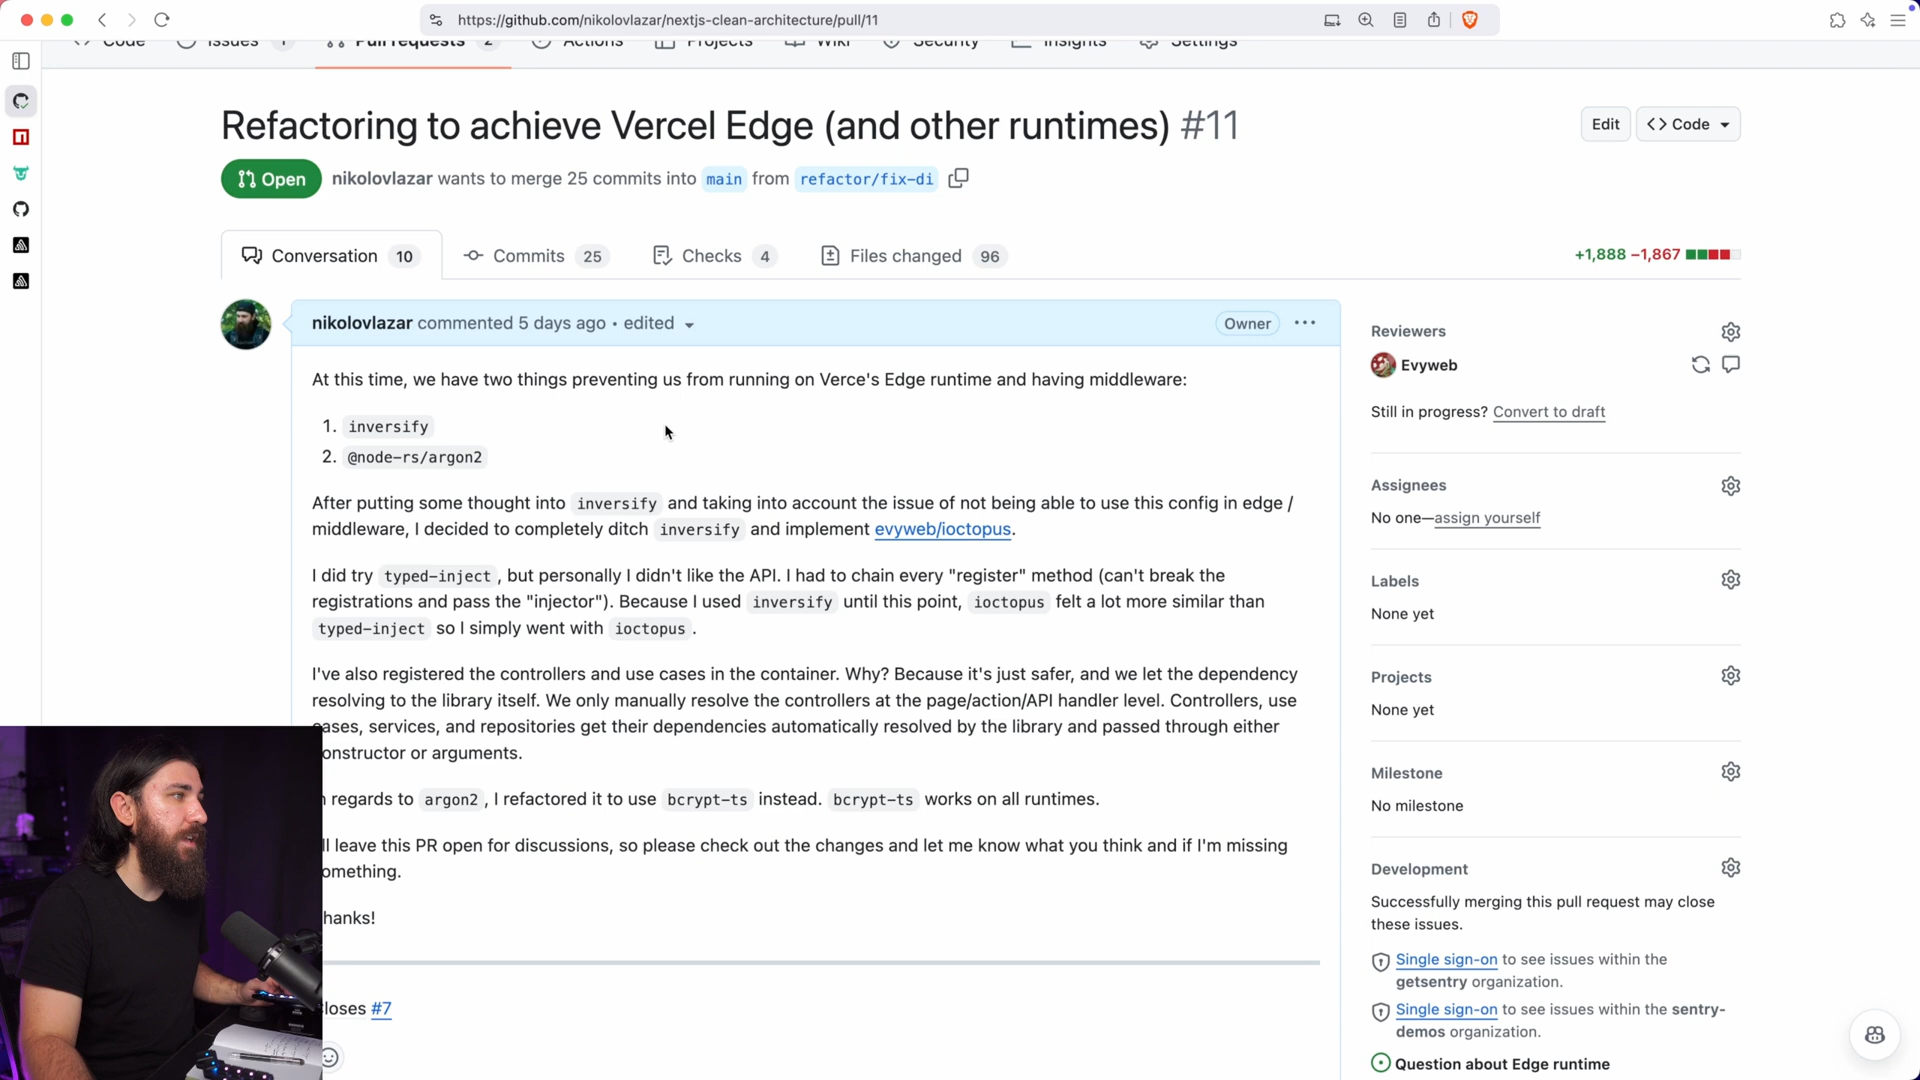 https://github.com/nikolovlazar/nextjs-clean-architecture/pull/11
Code
Issues
1
Pull requests
2
Actions
Projects
Wiki
Security
Insights
Settings
Refactoring to achieve Vercel Edge (and other runtimes) #11
Edit
Code
Open
nikolovlazar wants to merge 25 commits into main from refactor/fix-di
Conversation 10
Commits 25
Checks 4
Files changed 96
+1,888 −1,867
nikolovlazar commented 5 days ago • edited
Owner
At this time, we have two things preventing us from running on Verce's Edge runtime and having middleware:
1. inversify
2. @node-rs/argon2
After putting some thought into inversify and taking into account the issue of not being able to use this config in edge /
middleware, I decided to completely ditch inversify and implement evyweb/ioctopus.
I did try typed-inject , but personally I didn't like the API. I had to chain every "register" method (can't break the
registrations and pass the "injector"). Because I used inversify until this point, ioctopus felt a lot more similar than
typed-inject so I simply went with ioctopus .
I've also registered the controllers and use cases in the container. Why? Because it's just safer, and we let the dependency
resolving to the library itself. We only manually resolve the controllers at the page/action/API handler level. Controllers, use
cases, services, and repositories get their dependencies automatically resolved by the library and passed through either
onstructor or arguments.
n regards to argon2 , I refactored it to use bcrypt-ts instead. bcrypt-ts works on all runtimes.
ll leave this PR open for discussions, so please check out the changes and let me know what you think and if I'm missing
omething.
hanks!
loses #7
Reviewers
Evyweb
Still in progress? Convert to draft
Assignees
No one—assign yourself
Labels
None yet
Projects
None yet
Milestone
No milestone
Development
Successfully merging this pull request may close
these issues.
Single sign-on to see issues within the
getsentry organization.
Single sign-on to see issues within the sentry-
demos organization.
Question about Edge runtime